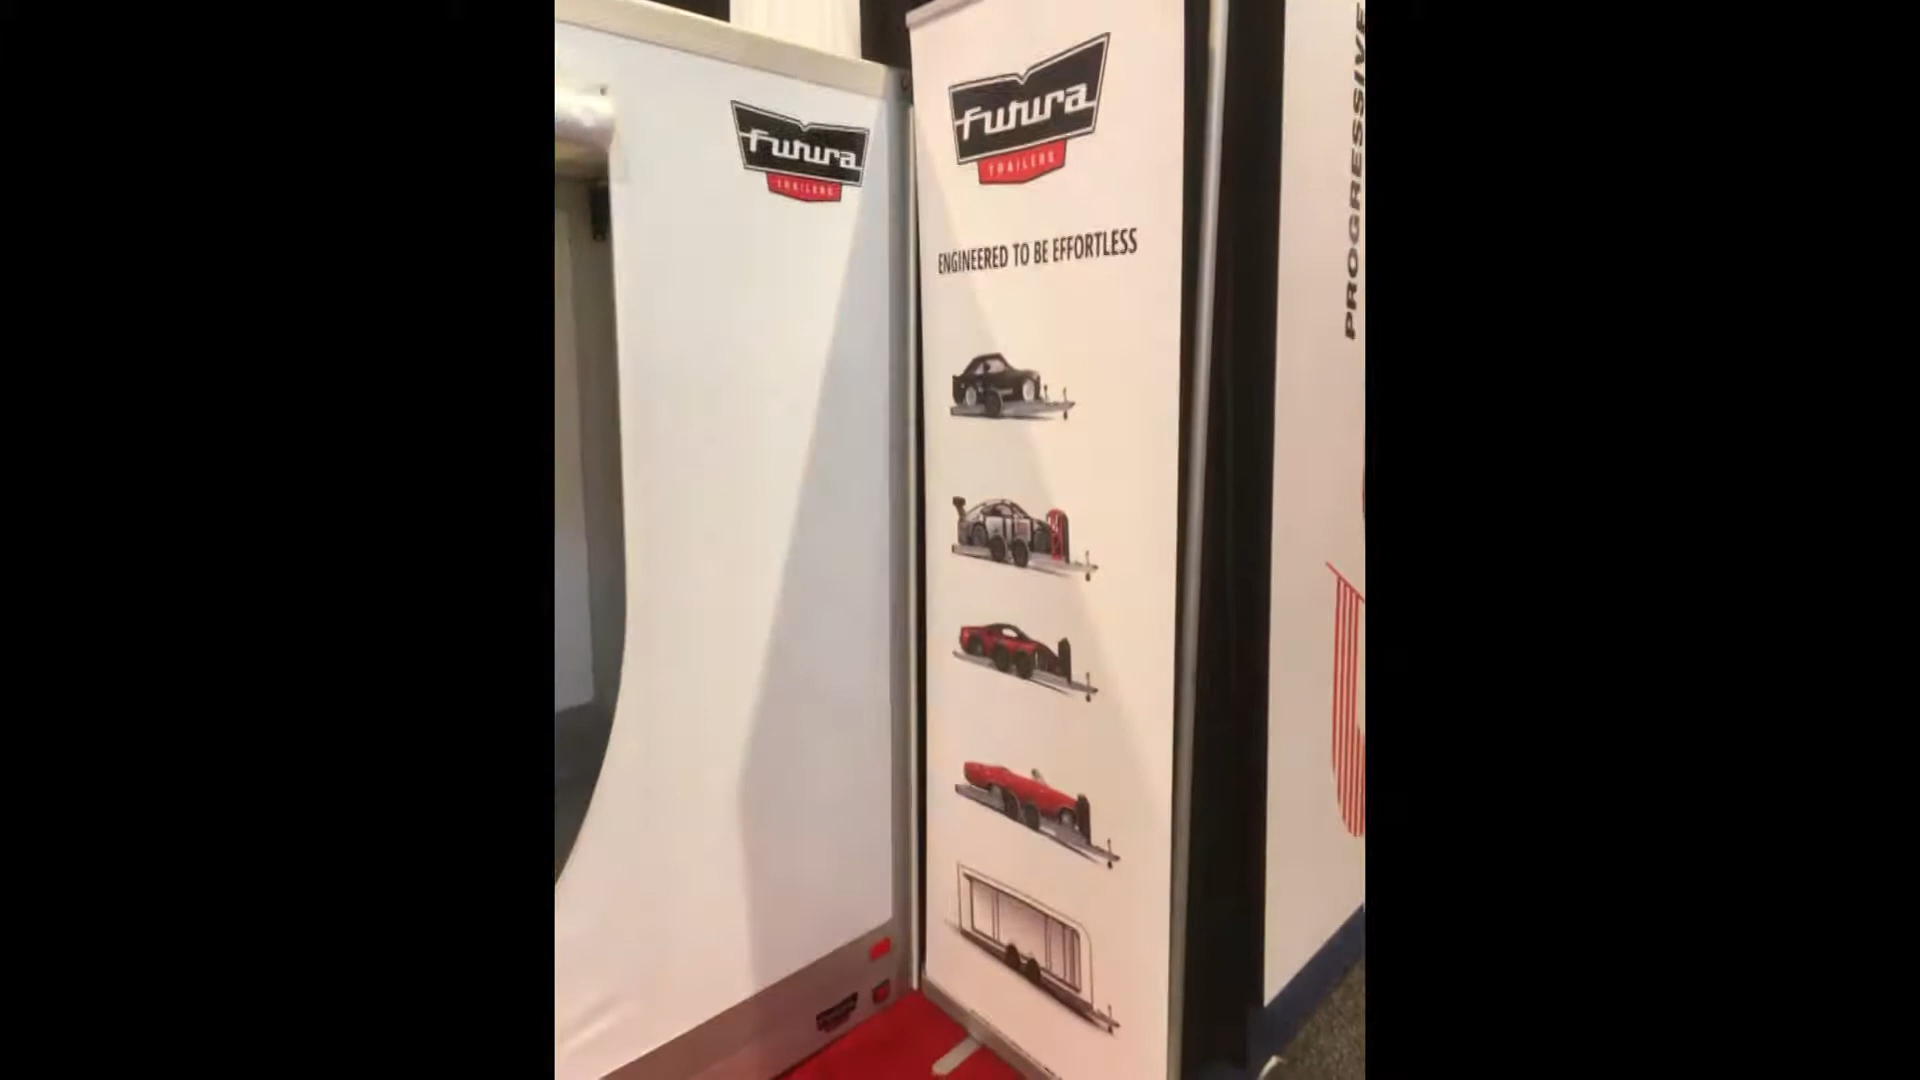 Futura
TRAILERS
Futura
TRAILERS
ENGINEERED TO BE EFFORTLESS
PROGRESSIVE